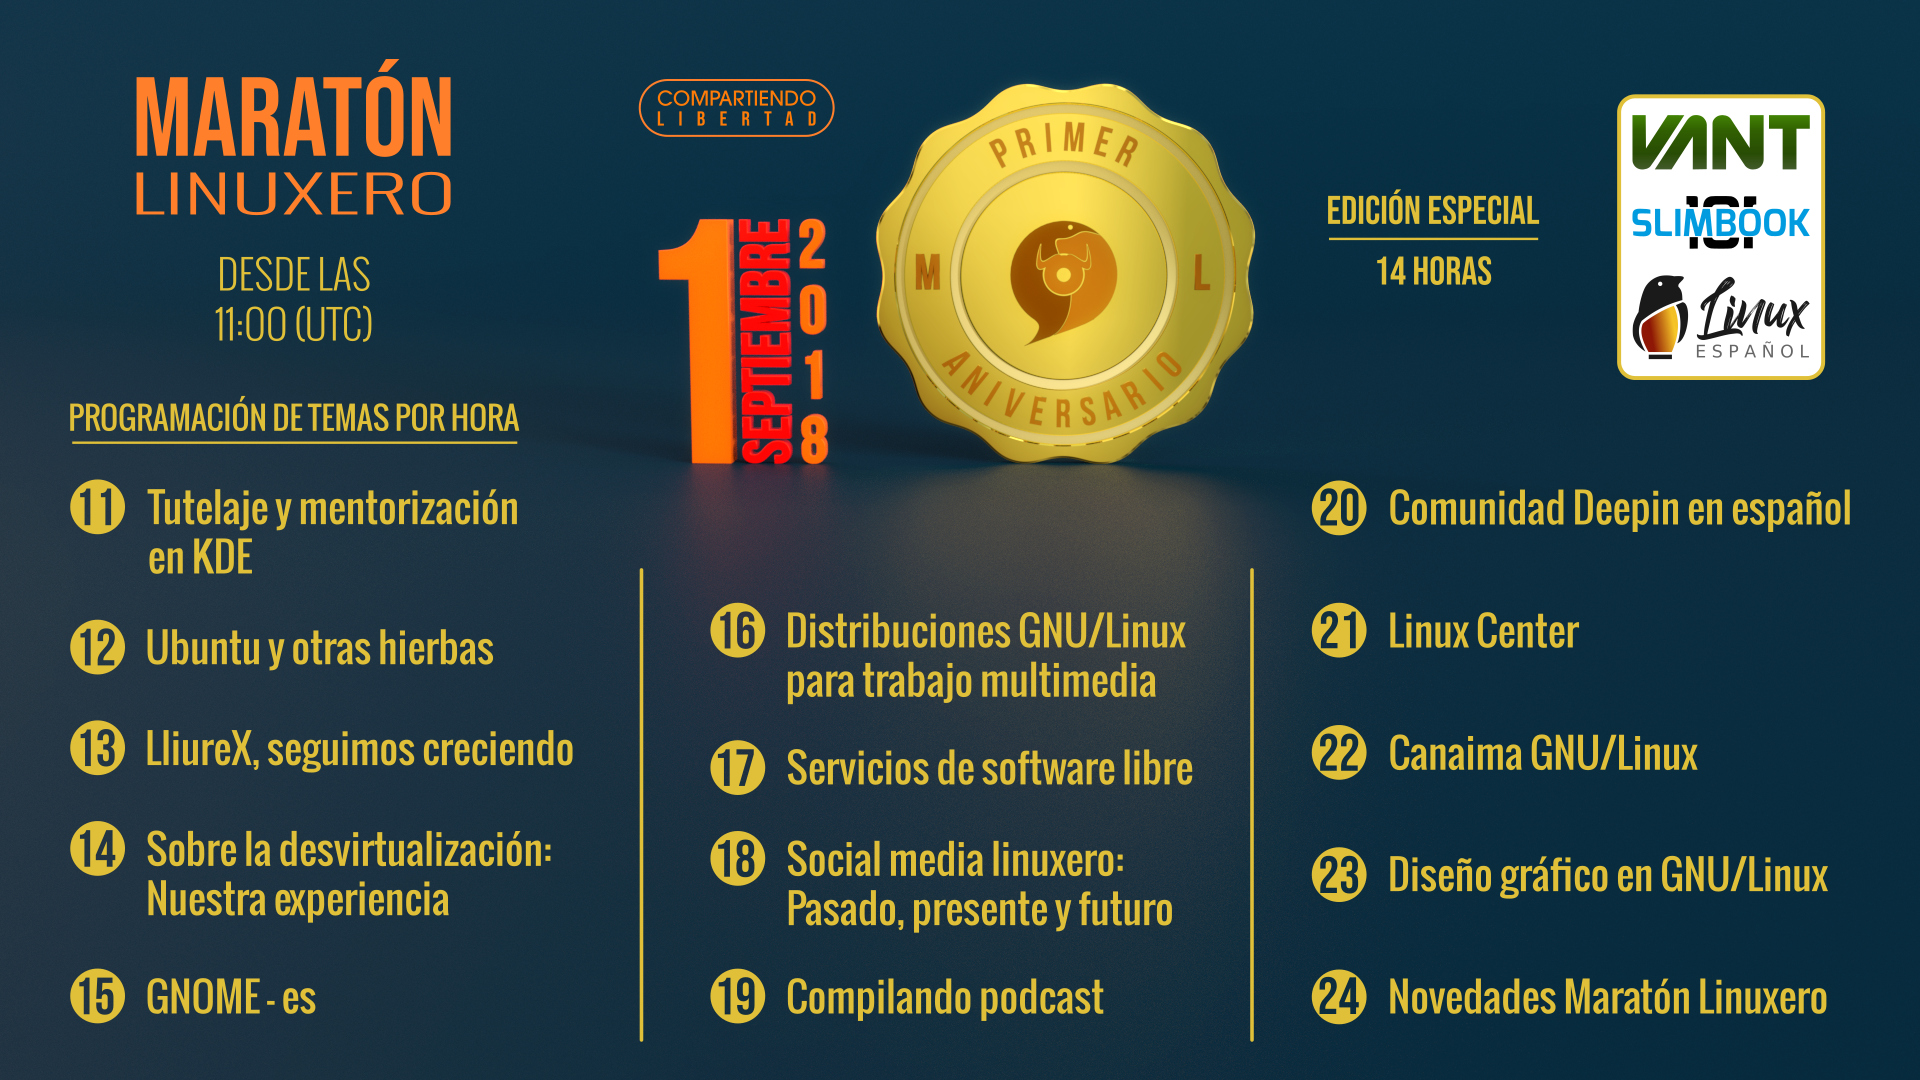 MARATÓN
LINUXERO
DESDE LAS
11:00 (UTC)
COMPARTIENDO
LIBERTAD
1
SEPTIEMBRE
2018
PRIMER
M L
ANIVERSARIO
EDICIÓN ESPECIAL
14 HORAS
VANT
SLIMBOOK
Linux
ESPAÑOL
PROGRAMACIÓN DE TEMAS POR HORA
11 Tutelaje y mentorización
en KDE
12 Ubuntu y otras hierbas
13 LliureX, seguimos creciendo
14 Sobre la desvirtualización:
Nuestra experiencia
15 GNOME - es
16 Distribuciones GNU/Linux
para trabajo multimedia
17 Servicios de software libre
18 Social media linuxero:
Pasado, presente y futuro
19 Compilando podcast
20 Comunidad Deepin en español
21 Linux Center
22 Canaima GNU/Linux
23 Diseño gráfico en GNU/Linux
24 Novedades Maratón Linuxero